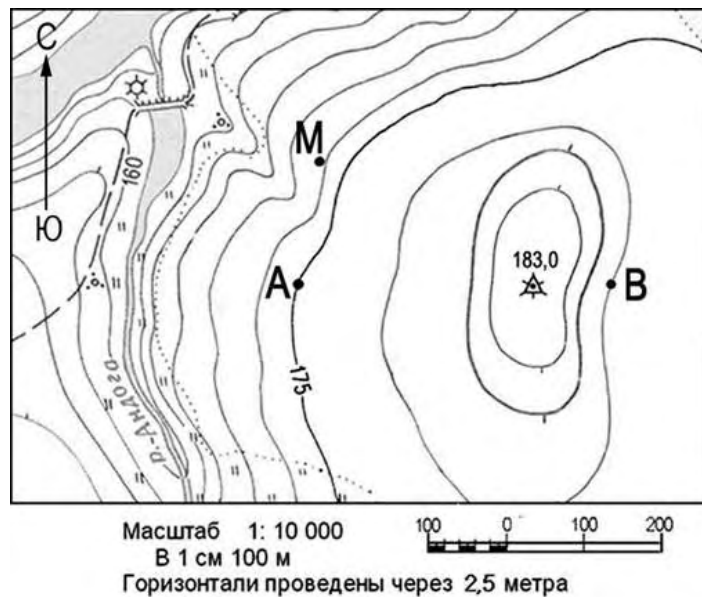 С
М
160
Ю
183,0
А
В
175
р. Андога
Масштаб 1: 10 000
В 1 см 100 м
100 0 100 200
Горизонтали проведены через 2,5 метра